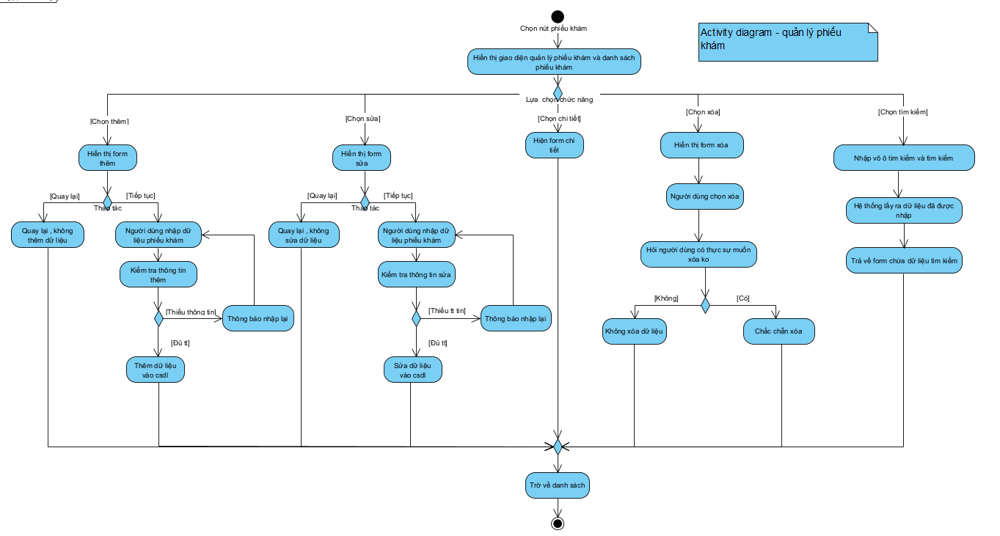 Chọn nút phiếu khám
Activity diagram - quản lý phiếu
khám
Hiển thị giao diện quản lý phiếu khám và danh sách
phiếu khám
Lựa chọn chức năng
[Chọn thêm]
[Chọn sửa]
[Chọn chi tiết]
[Chọn xóa]
[Chọn tìm kiếm]
Hiển thị form
thêm
Hiển thị form
sửa
Hiện form chi
tiết
Hiển thị form xóa
Nhập vô ô tìm kiếm và tìm kiếm
[Quay lại]
[Tiếp tục]
Thao tác
[Quay lại]
[Tiếp tục]
Thao tác
Người dùng chọn xóa
Hệ thống lấy ra dữ liệu đã được
nhập
Quay lại , không
thêm dữ liệu
Người dùng nhập dữ
liệu phiếu khám
Quay lại , không
sửa dữ liệu
Người dùng nhập dữ
liệu phiếu khám
Hỏi người dùng có thực sự muốn
xóa ko
Trả về form chứa dữ liệu tìm kiếm
Kiểm tra thông tin
thêm
Kiểm tra thông tin sửa
[Không]
[Có]
[Thiếu thông tin]
Thông báo nhập lại
[Thiếu tt tin]
Thông báo nhập lại
Không xóa dữ liệu
Chắc chẵn xóa
[Đủ tt]
[Đủ tt]
Thêm dữ liệu
vào csdl
Sửa dữ liệu
vào csdl
Trở về danh sách